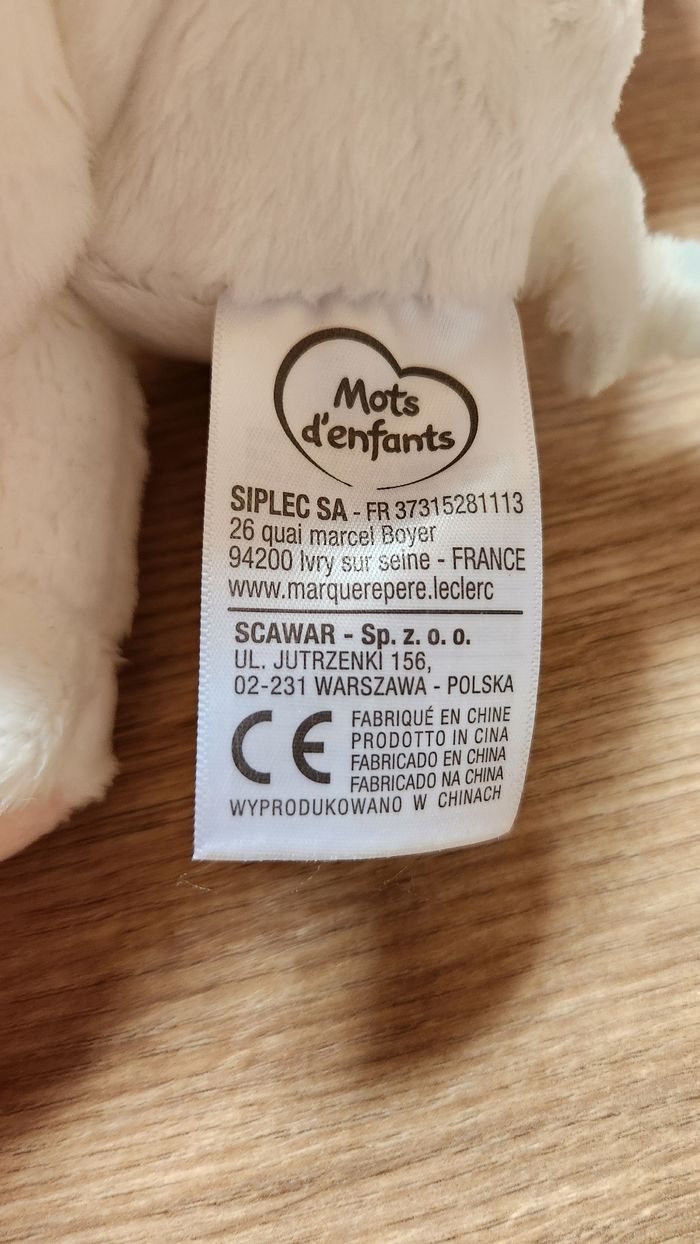 Mots
d'enfants
SIPLEC SA - FR 37315281113
26 quai marcel Boyer
94200 Ivry sur seine - FRANCE
www.marquerepere.leclerc
SCAWAR - Sp. z. o. o.
UL. JUTRZENKI 156,
02-231 WARSZAWA - POLSKA
CE
FABRIQUÉ EN CHINE
PRODOTTO IN CINA
FABRICADO EN CHINA
FABRICADO NA CHINA
WYPRODUKOWANO W CHINACH